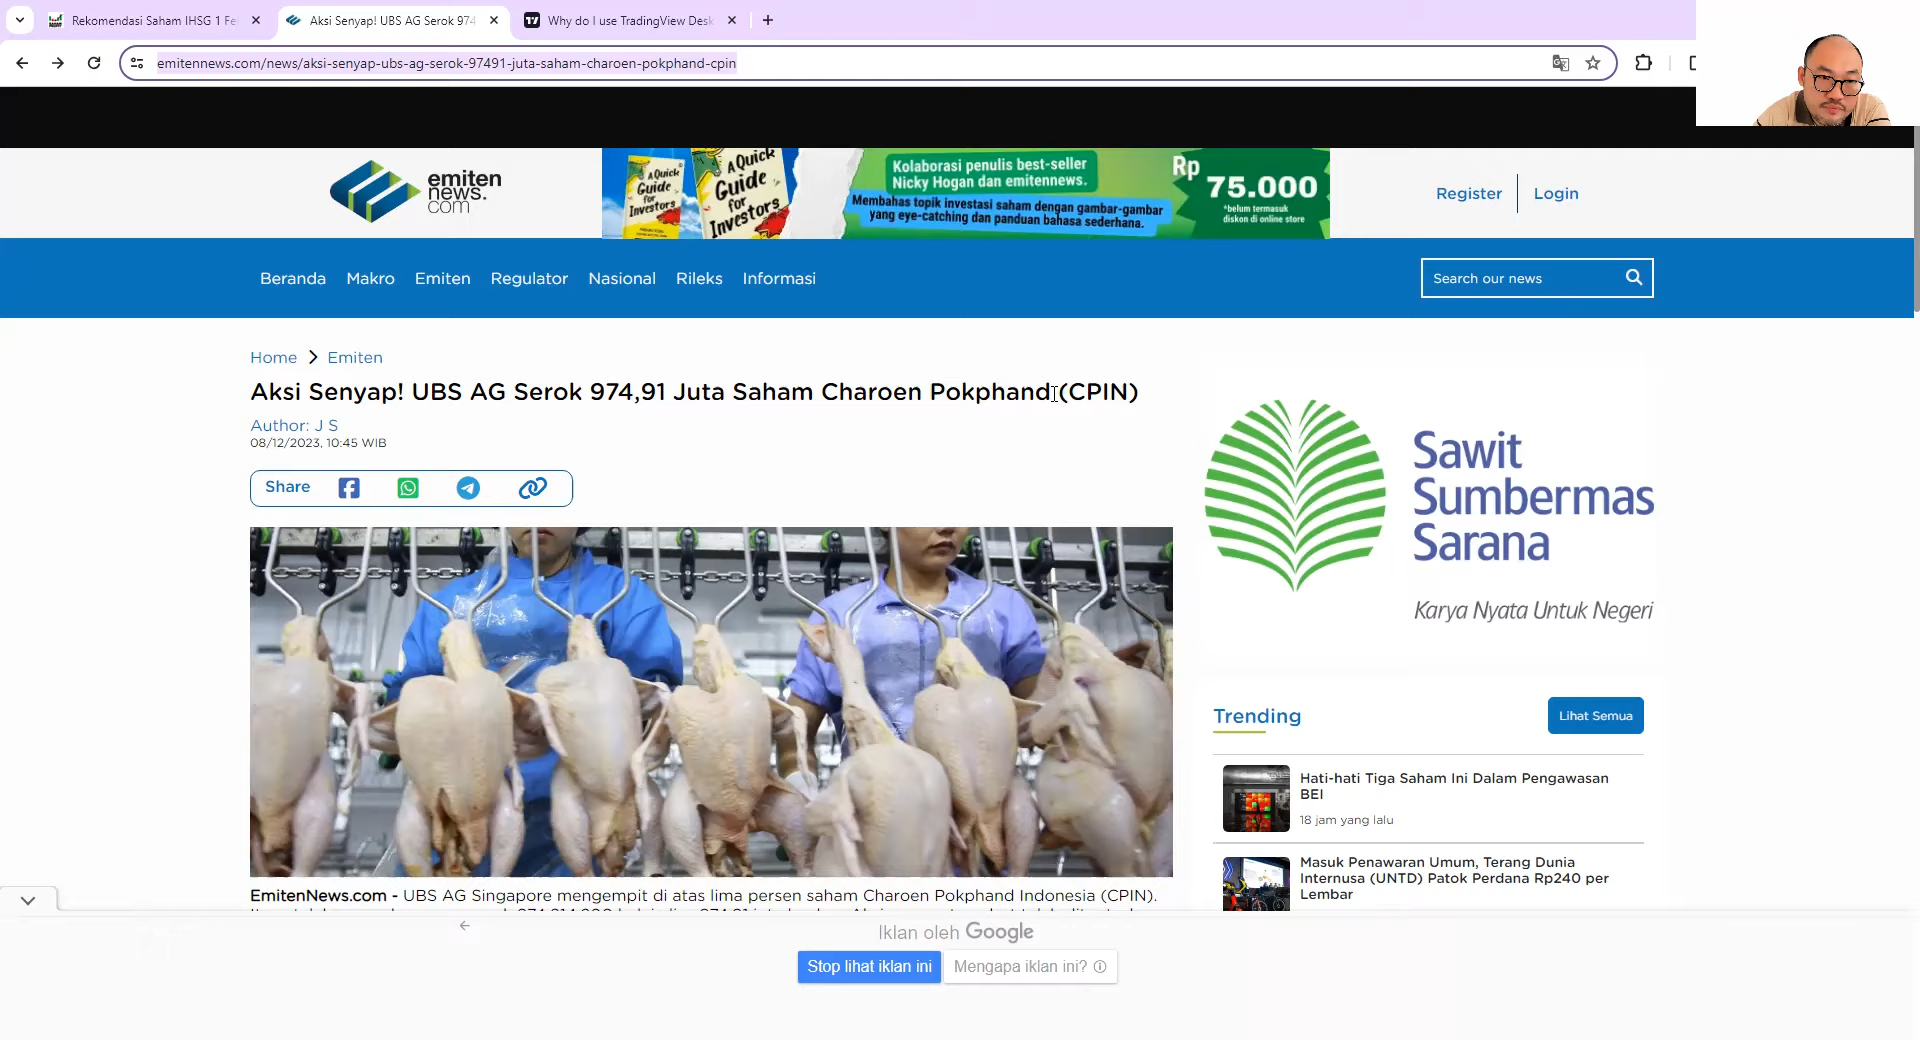 Rekomendasi Saham IHSG 1 Fe
Aksi Senyap! UBS AG Serok 974
Why do I use TradingView Desk
emitennews.com/news/aksi-senyap-ubs-ag-serok-97491-juta-saham-charoen-pokphand-cpin
emiten
news.
com
A Quick
Guide
for
Investors
A Quick
Guide
for
Investors
Kolaborasi penulis best-seller
Nicky Hogan dan emitennews.
Membahas topik investasi saham dengan gambar-gambar
yang eye-catching dan panduan bahasa sederhana.
Rp
75.000
*belum termasuk
diskon di online store
Register
Login
Beranda Makro Emiten Regulator Nasional Rileks Informasi
Search our news
Home Emiten
Aksi Senyap! UBS AG Serok 974,91 Juta Saham Charoen Pokphand (CPIN)
Author: J S
08/12/2023, 10:45 WIB
Share
EmitenNews.com - UBS AG Singapore mengempit di atas lima persen saham Charoen Pokphand Indonesia (CPIN).
Sawit
Sumbermas
Sarana
Karya Nyata Untuk Negeri
Trending
Lihat Semua
Hati-hati Tiga Saham Ini Dalam Pengawasan
BEI
18 jam yang lalu
Masuk Penawaran Umum, Terang Dunia
Internusa (UNTD) Patok Perdana Rp240 per
Lembar
Iklan oleh Google
Stop lihat iklan ini
Mengapa iklan ini?